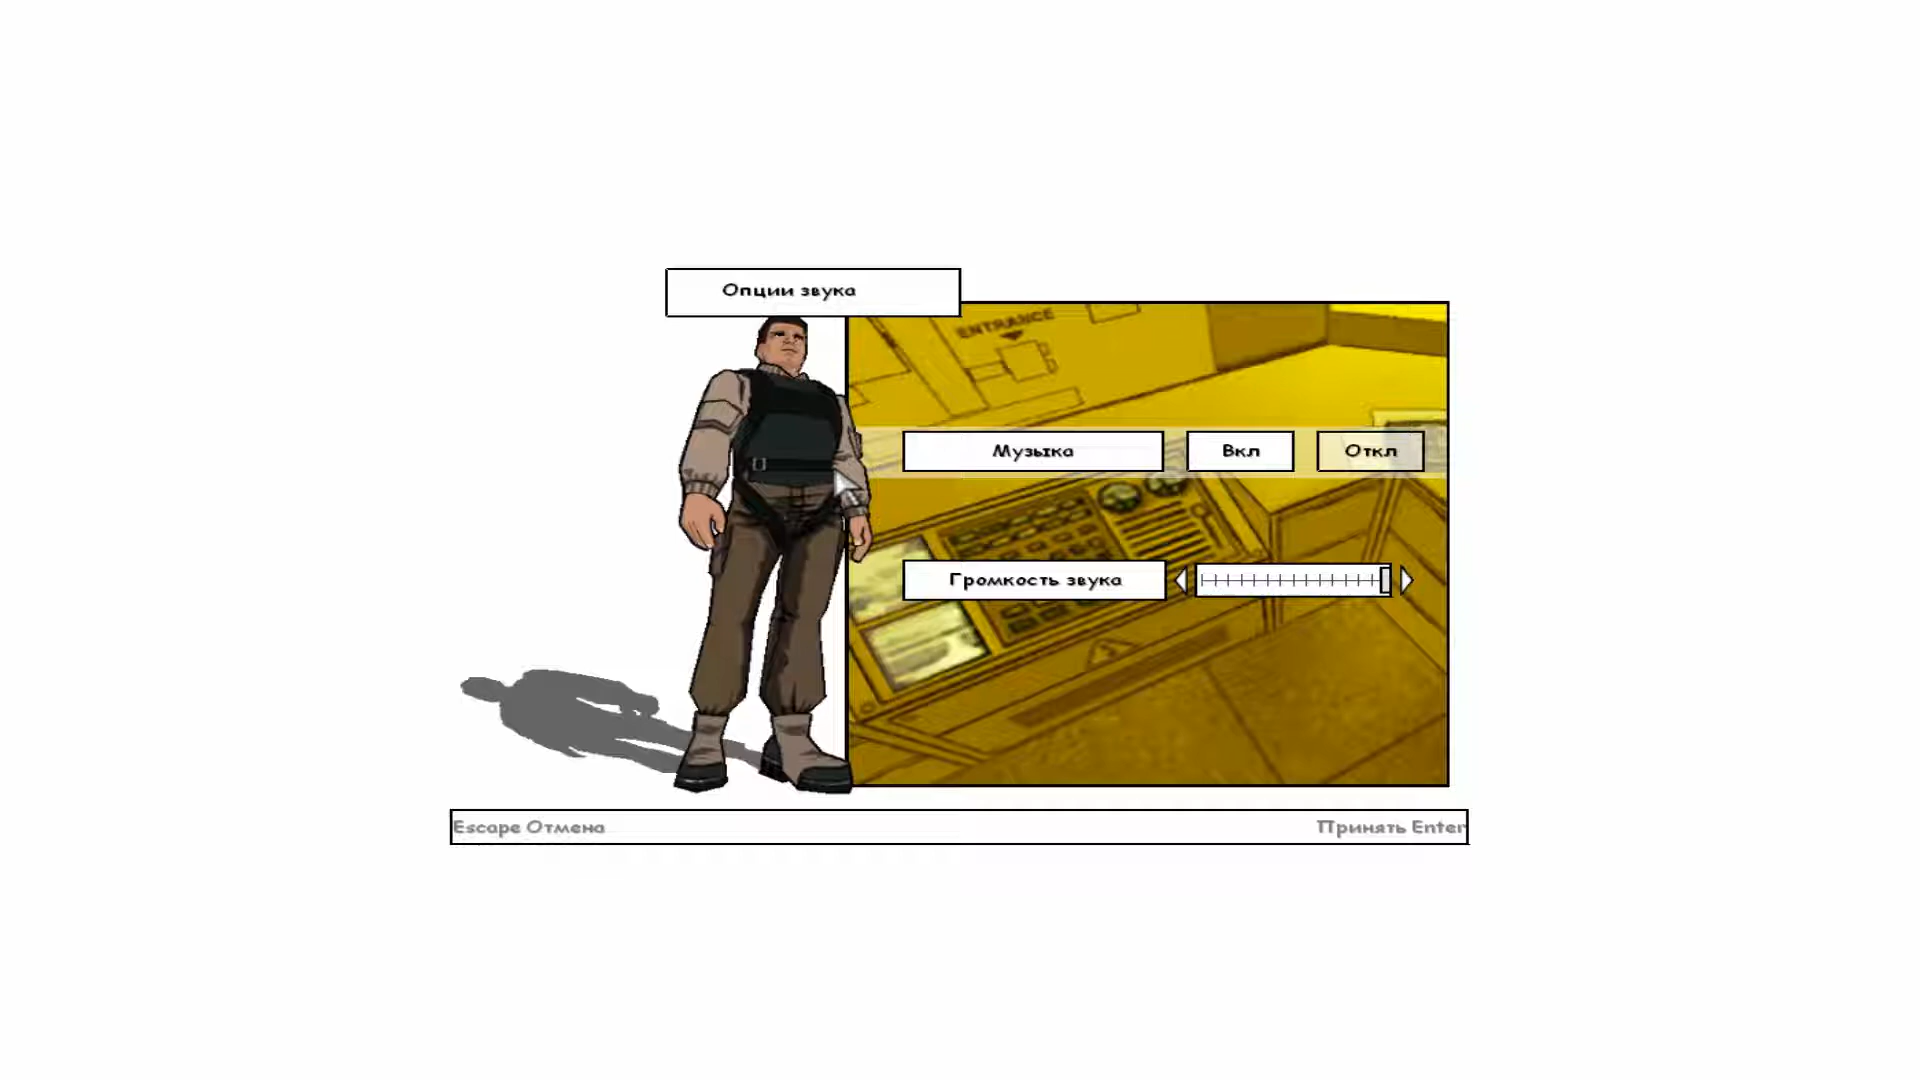 Опции звука
ENTRANCE
Музыка Вкл Откл
Громкость звука
Escape Отмена Принять Enter